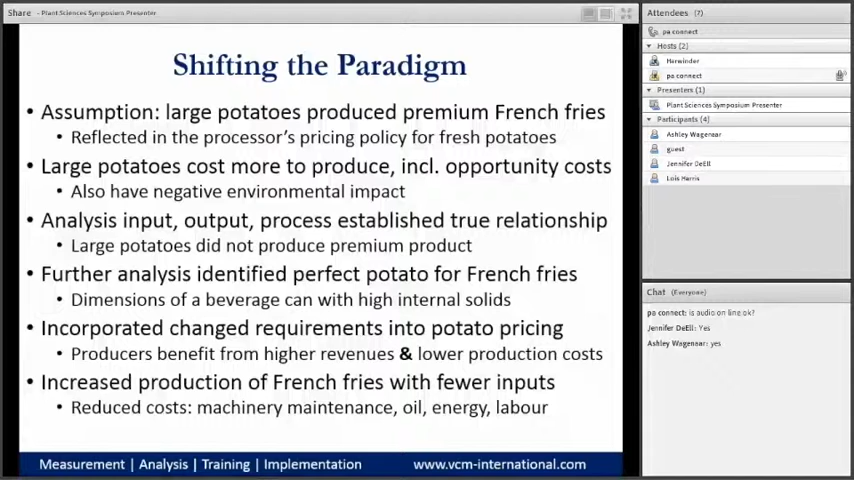 Share - Plant Sciences Symposium Presenter
Shifting the Paradigm
• Assumption: large potatoes produced premium French fries
• Reflected in the processor's pricing policy for fresh potatoes
• Large potatoes cost more to produce, incl. opportunity costs
• Also have negative environmental impact
• Analysis input, output, process established true relationship
• Large potatoes did not produce premium product
• Further analysis identified perfect potato for French fries
• Dimensions of a beverage can with high internal solids
• Incorporated changed requirements into potato pricing
• Producers benefit from higher revenues & lower production costs
• Increased production of French fries with fewer inputs
• Reduced costs: machinery maintenance, oil, energy, labour
Measurement | Analysis | Training | Implementation www.vcm-international.com
Attendees (7)
pa connect
Hosts (2)
Harwinder
pa connect
Presenters (1)
Plant Sciences Symposium Presenter
Participants (4)
Ashley Wagenaar
guest
Jennifer DeEll
Lois Harris
Chat (Everyone)
pa connect: is audio on line ok?
Jennifer DeEll: Yes
Ashley Wagenaar: yes